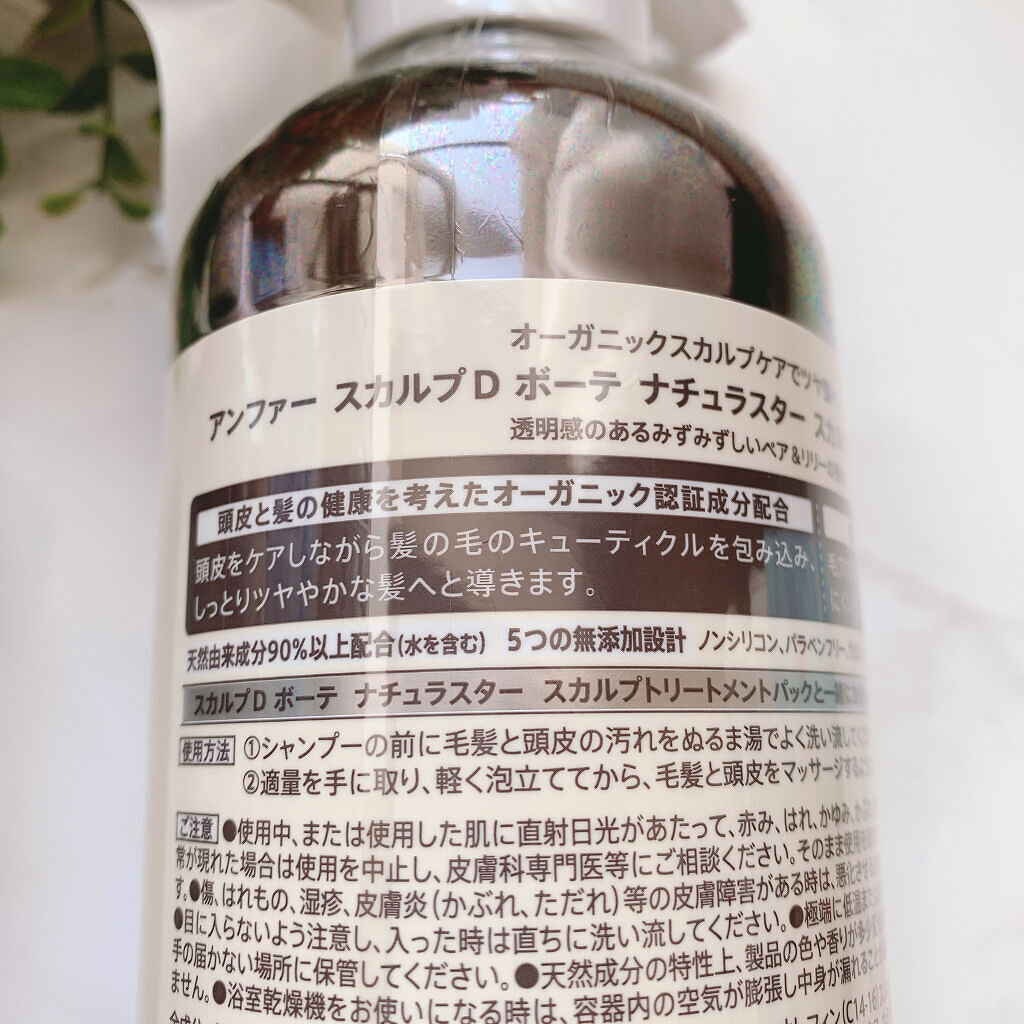 オーガニックスカルプケアでツヤ
アンファー スカルプD ボーテ ナチュラスター スカル
透明感のあるみずみずしいペア＆リリーの
頭皮と髪の健康を考えたオーガニック認証成分配合
頭皮をケアしながら髪の毛のキューティクルを包み込み、
しっとりツヤやかな髪へと導きます。
天然由来成分90%以上配合(水を含む) 5つの無添加設計 ノンシリコン、パラベンフリー、
スカルプD ボーテ ナチュラスター スカルプトリートメントパックと一緒に
使用方法 ①シャンプーの前に毛髪と頭皮の汚れをぬるま湯でよく洗い流して
②適量を手に取り、軽く泡立ててから、毛髪と頭皮をマッサージする
ご注意 ●使用中、または使用した肌に直射日光があたって、赤み、はれ、かゆみ、
常が現れた場合は使用を中止し、皮膚科専門医等にご相談ください。そのまま使用を
す。●傷、はれもの、湿疹、皮膚炎(かぶれ、ただれ)等の皮膚障害がある時は、悪化させる
●目に入らないよう注意し、入った時は直ちに洗い流してください。●極端に低温また
手の届かない場所に保管してください。●天然成分の特性上、製品の色や香りが多少
ません。●浴室乾燥機をお使いになる時は、容器内の空気が膨張し中身が漏れること
(C14-16)